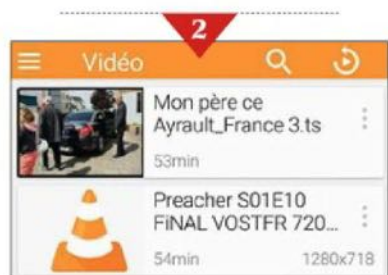 2
Vidéo
Mon père ce
Ayrault_France 3.ts
53min
Preacher S01E10
FiNAL VOSTFR 720...
54min 1280x718